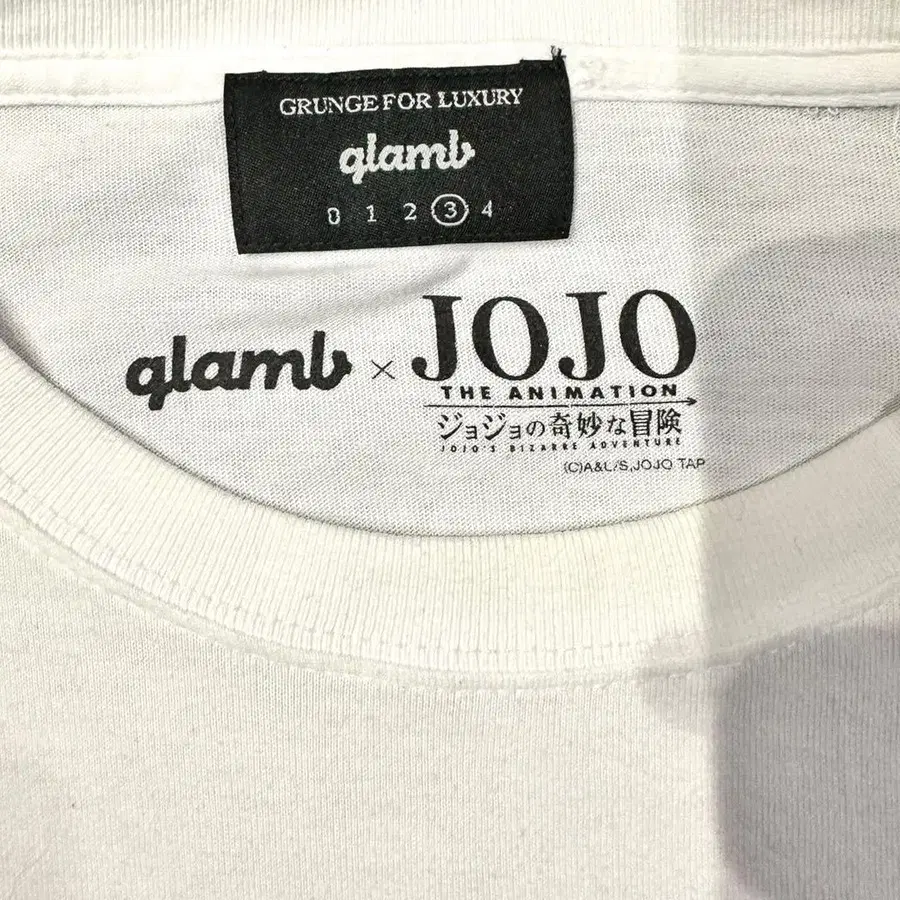 GRUNGE FOR LUXURY
glamb
0 1 2 3 4
glamb × JOJO
THE ANIMATION
ジョジョの奇妙な冒険
JOJO'S BIZARRE ADVENTURE
(C)A&L/S,JOJO TAP